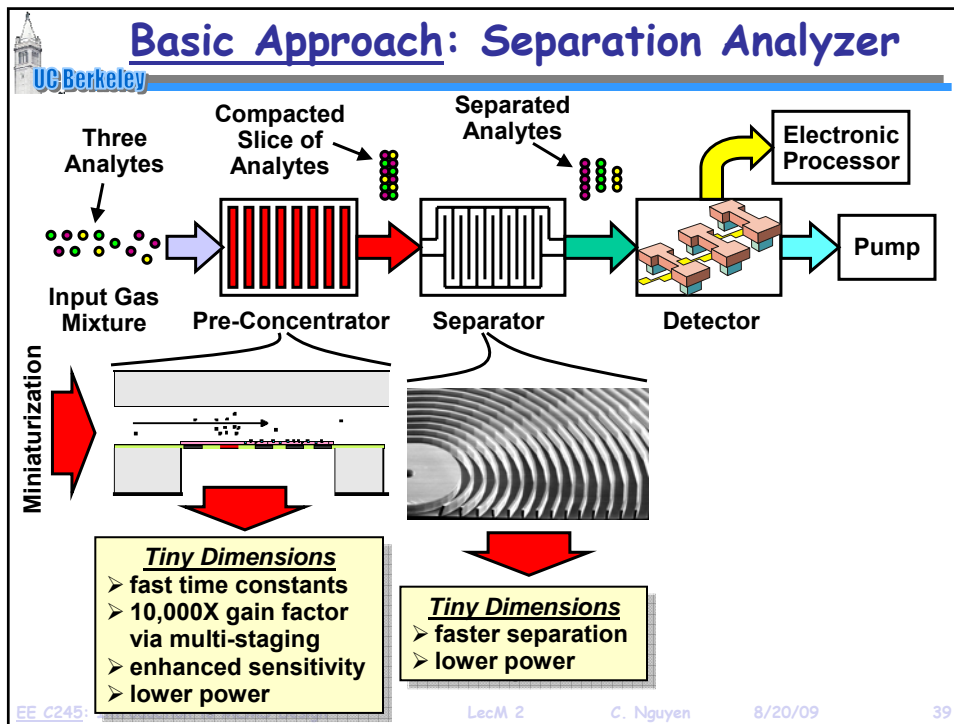 Basic Approach: Separation Analyzer
UC Berkeley
Three
Analytes
Compacted
Slice of
Analytes
Separated
Analytes
Electronic
Processor
Pump
Input Gas
Mixture
Pre-Concentrator
Separator
Detector
Miniaturization
Tiny Dimensions
➢ fast time constants
➢ 10,000X gain factor
via multi-staging
➢ enhanced sensitivity
➢ lower power
Tiny Dimensions
➢ faster separation
➢ lower power
EE C245:
LecM 2
C. Nguyen
8/20/09
39